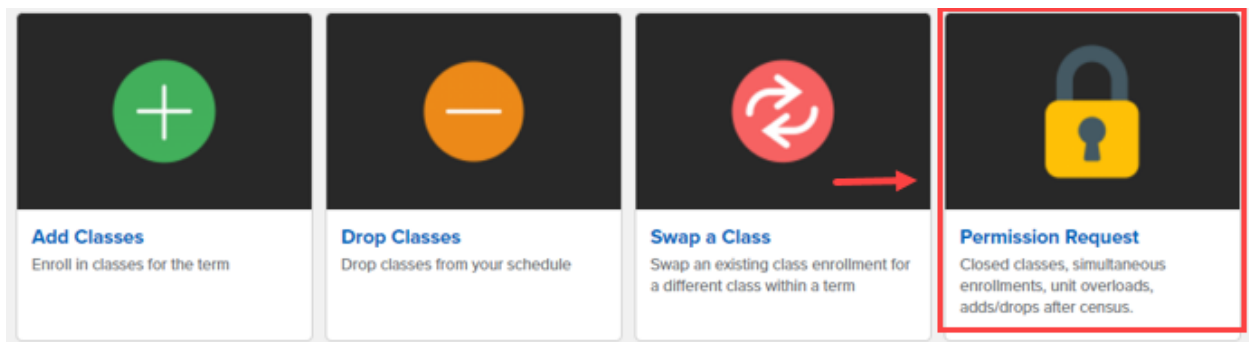 Add Classes
Enroll in classes for the term
Drop Classes
Drop classes from your schedule
Swap a Class
Swap an existing class enrollment for
a different class within a term
Permission Request
Closed classes, simultaneous
enrollments, unit overloads,
adds/drops after census.